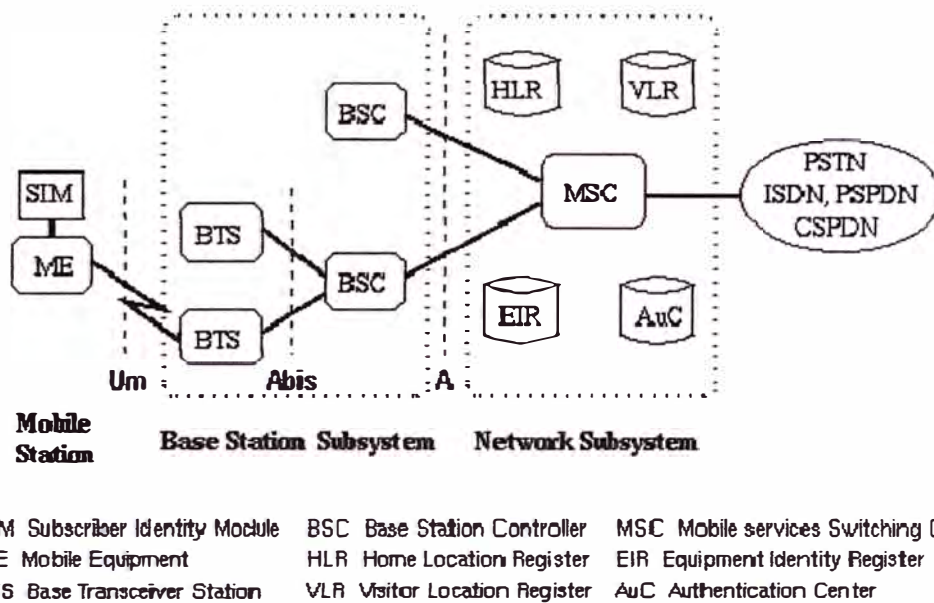 HLR
VLR
BSC
PSTN
ISDN, PSPDN
CSPDN
MSC
SIM
BTS
ME
BSC
EIR
AuC
BTS
Um
Abis
A
Mobile
Station
Base Station Subsystem
Network Subsystem
M Subscriber Identity Module BSC Base Station Controller MSC Mobile services Switching
E Mobile Equipment HLR Home Location Register EIR Equipment Identity Register
S Base Transceiver Station VLR Visitor Location Register AuC Authentication Center